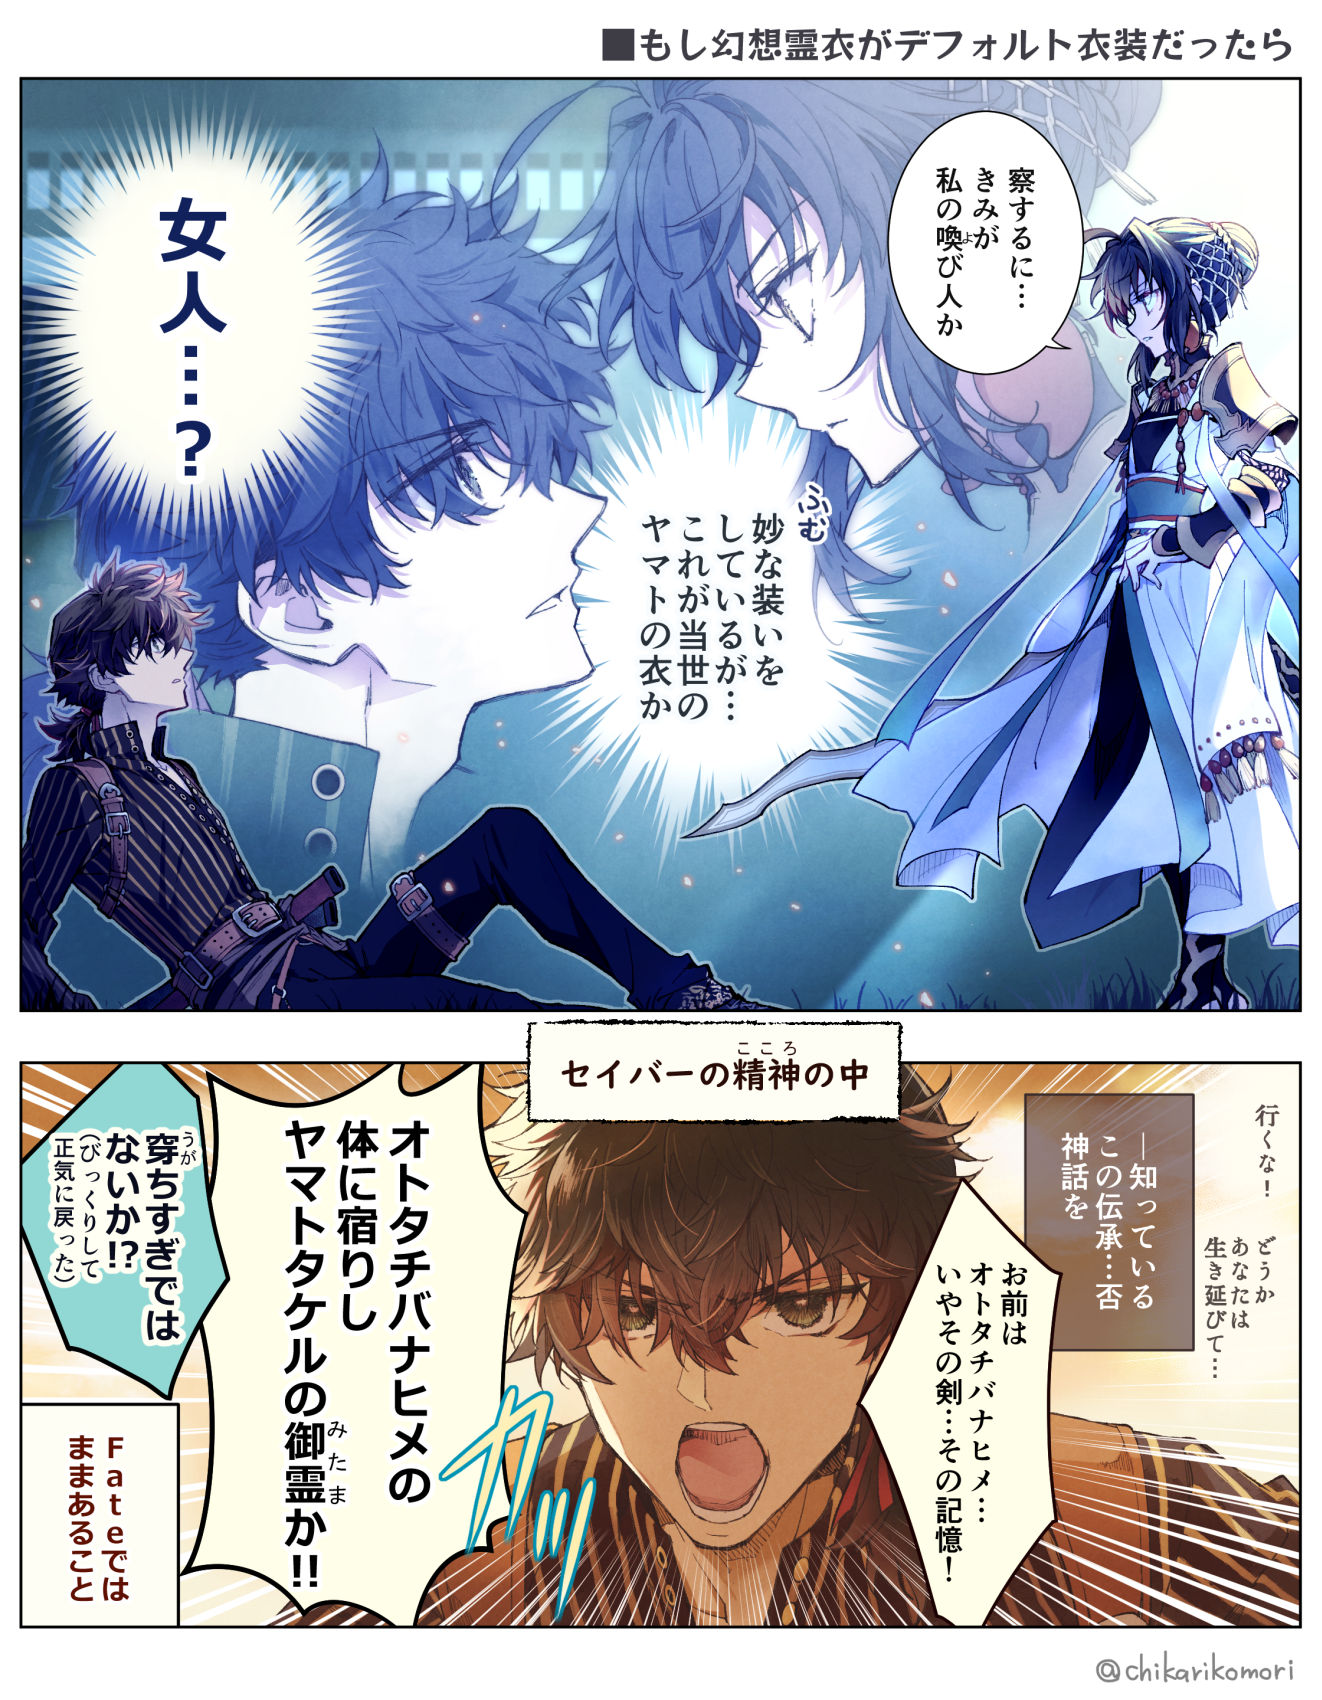 ■もし幻想霊衣がデフォルト衣装だったら
察するに…
きみが
私の喚び人か
よ
ふむ
妙な装いを
しているが…
これが当世の
ヤマトの衣か
女人…?
セイバーの精神の中
こころ
行くな!
どうか
あなたは
生き延びて…
―知っている
この伝承…否
神話を
お前は
オトタチバナヒメ…
いやその剣…その記憶!
カッ
オトタチバナヒメの
体に宿りし
ヤマトタケルの御霊か!!
みたま
穿ちすぎでは
うが
ないか!?
(びっくりして
正気に戻った)
Fateでは
ままあること
@chikarikomori